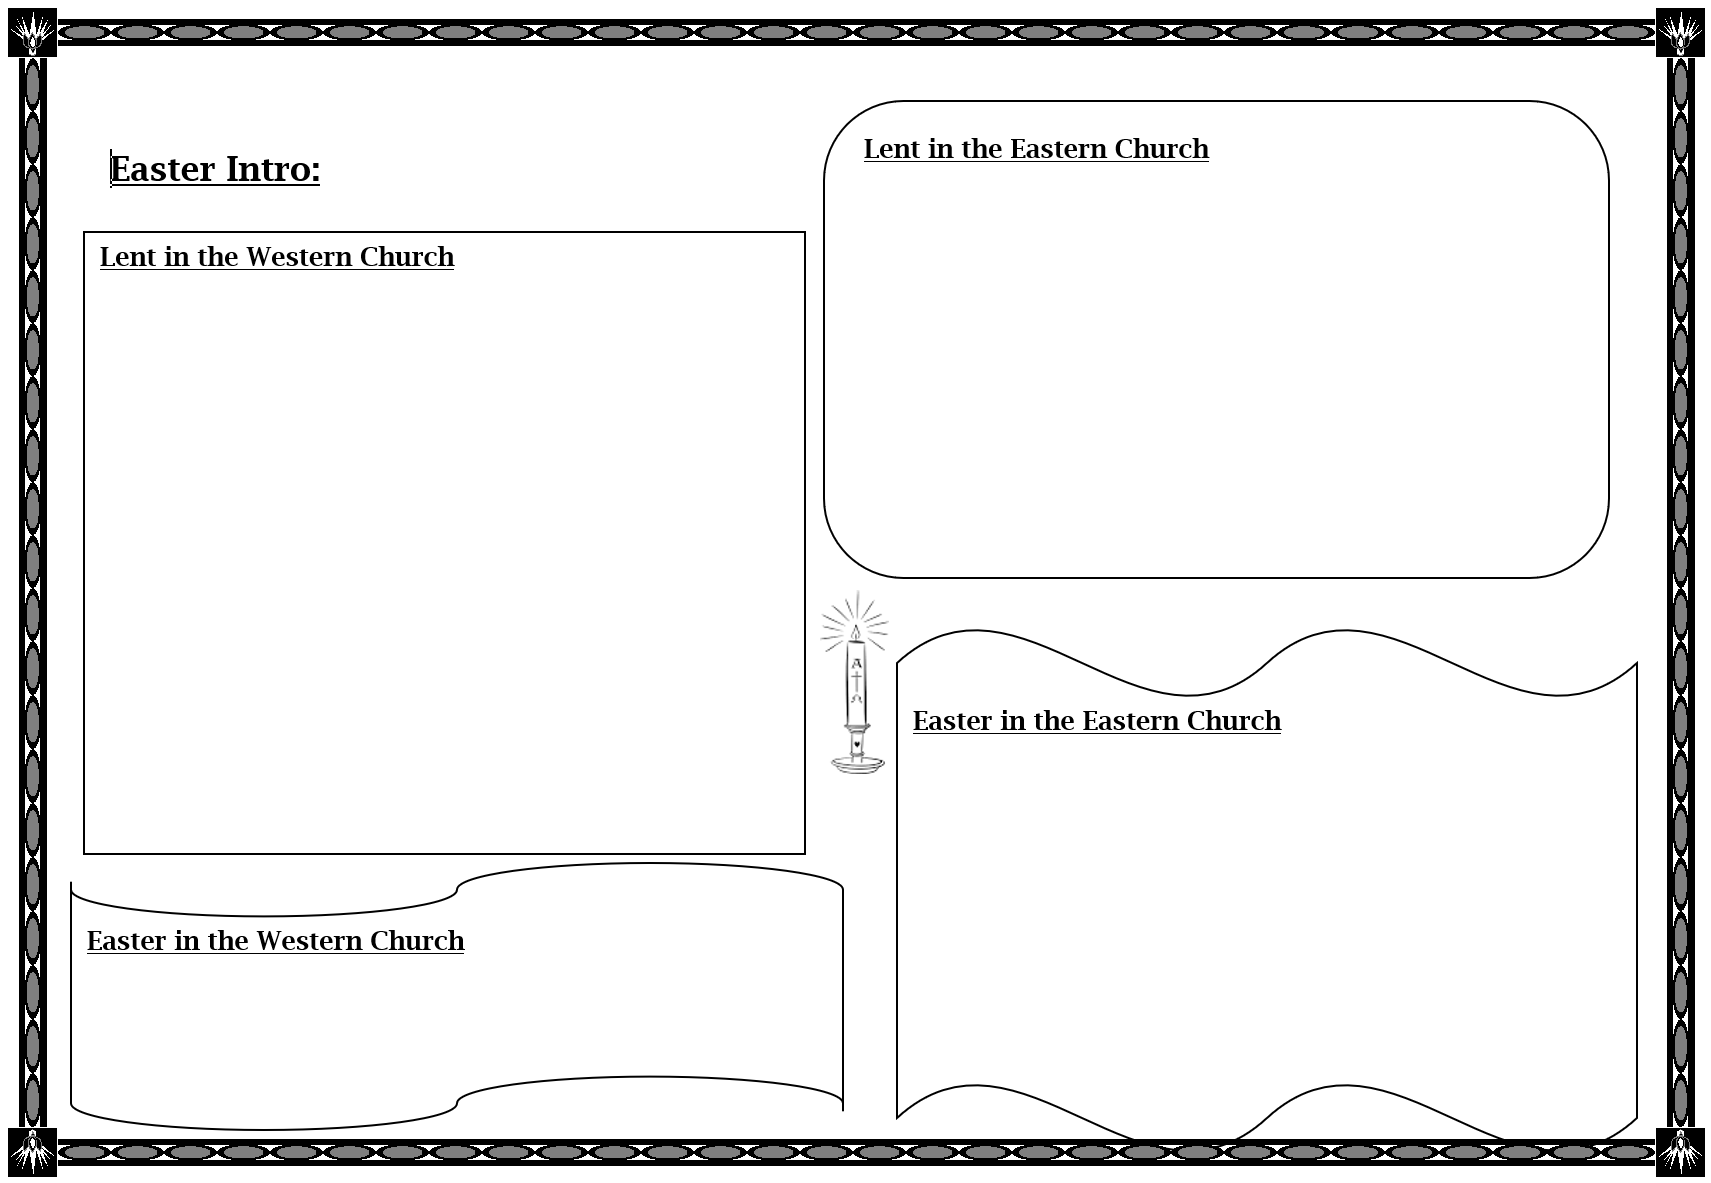 Easter Intro:
Lent in the Western Church
Easter in the Western Church
Lent in the Eastern Church
Α
Ω
Easter in the Eastern Church